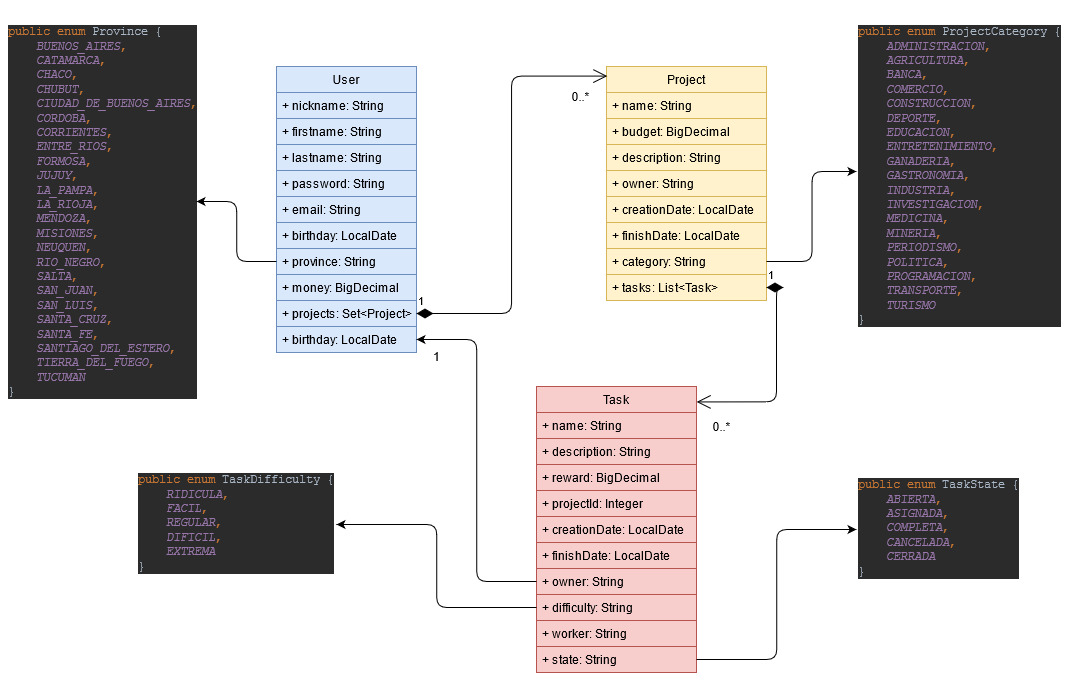 public enum Province {
BUENOS_AIRES,
CATAMARCA,
CHACO,
CHUBUT,
CIUDAD_DE_BUENOS_AIRES,
CORDOBA,
CORRIENTES,
ENTRE_RIOS,
FORMOSA,
JUJUY,
LA_PAMPA,
LA_RIOJA,
MENDOZA,
MISIONES,
NEUQUEN,
RIO_NEGRO,
SALTA,
SAN_JUAN,
SAN_LUIS,
SANTA_CRUZ,
SANTA_FE,
SANTIAGO_DEL_ESTERO,
TIERRA_DEL_FUEGO,
TUCUMAN
}
User
+ nickname: String
+ firstname: String
+ lastname: String
+ password: String
+ email: String
+ birthday: LocalDate
+ province: String
+ money: BigDecimal
+ projects: Set<Project>
+ birthday: LocalDate
1
1
0..*
Project
+ name: String
+ budget: BigDecimal
+ description: String
+ owner: String
+ creationDate: LocalDate
+ finishDate: LocalDate
+ category: String
+ tasks: List<Task>
1
public enum ProjectCategory {
ADMINISTRACION,
AGRICULTURA,
BANCA,
COMERCIO,
CONSTRUCCION,
DEPORTE,
EDUCACION,
ENTRETENIMIENTO,
GANADERIA,
GASTRONOMIA,
INDUSTRIA,
INVESTIGACION,
MEDICINA,
MINERIA,
PERIODISMO,
POLITICA,
PROGRAMACION,
TRANSPORTE,
TURISMO
}
public enum TaskDifficulty {
RIDICULA,
FACIL,
REGULAR,
DIFICIL,
EXTREMA
}
Task
+ name: String
+ description: String
+ reward: BigDecimal
+ projectId: Integer
+ creationDate: LocalDate
+ finishDate: LocalDate
+ owner: String
+ difficulty: String
+ worker: String
+ state: String
0..*
public enum TaskState {
ABIERTA,
ASIGNADA,
COMPLETA,
CANCELADA,
CERRADA
}